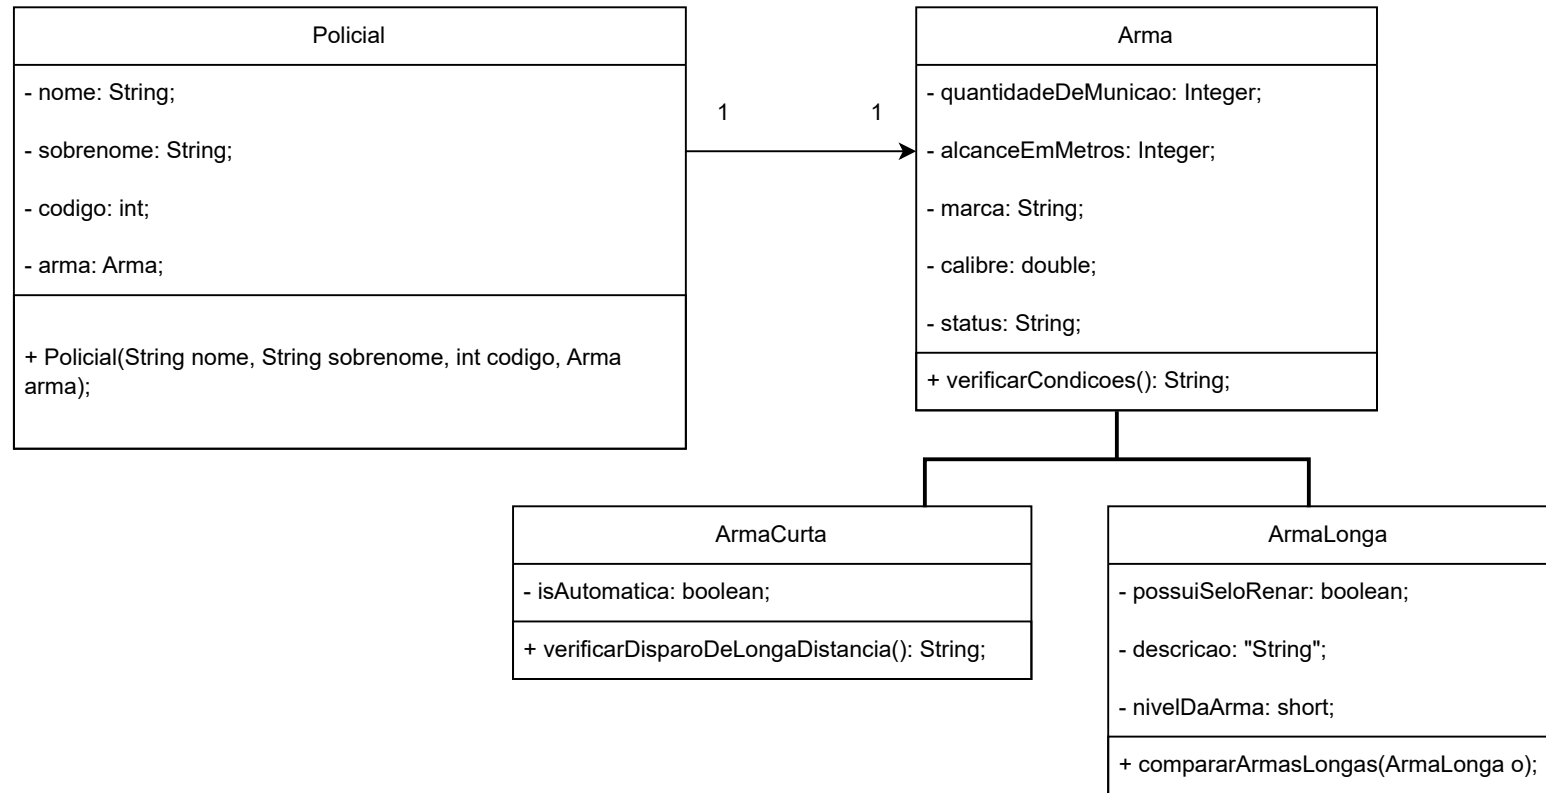 Policial
- nome: String;
- sobrenome: String;
- codigo: int;
- arma: Arma;
+ Policial(String nome, String sobrenome, int codigo, Arma
arma);
1
1
Arma
- quantidadeDeMunicao: Integer;
- alcanceEmMetros: Integer;
- marca: String;
- calibre: double;
- status: String;
+ verificarCondicoes(): String;
ArmaCurta
- isAutomatica: boolean;
+ verificarDisparoDeLongaDistancia(): String;
ArmaLonga
- possuiSeloRenar: boolean;
- descricao: "String";
- nivelDaArma: short;
+ compararArmasLongas(ArmaLonga o);